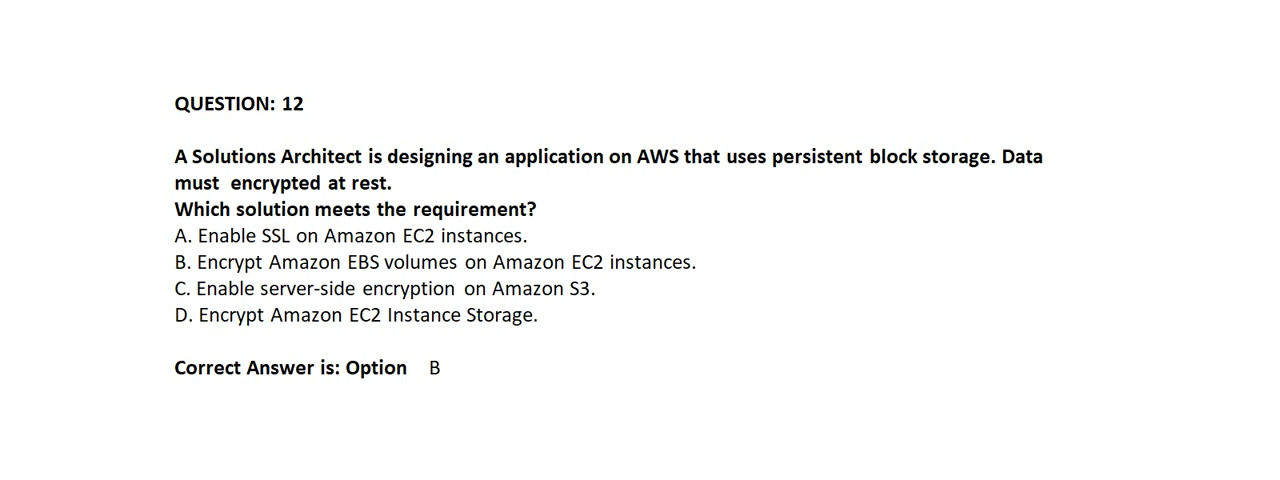 QUESTION: 12
A Solutions Architect is designing an application on AWS that uses persistent block storage. Data
must encrypted at rest.
Which solution meets the requirement?
A. Enable SSL on Amazon EC2 instances.
B. Encrypt Amazon EBS volumes on Amazon EC2 instances.
C. Enable server-side encryption on Amazon S3.
D. Encrypt Amazon EC2 Instance Storage.
Correct Answer is: Option B